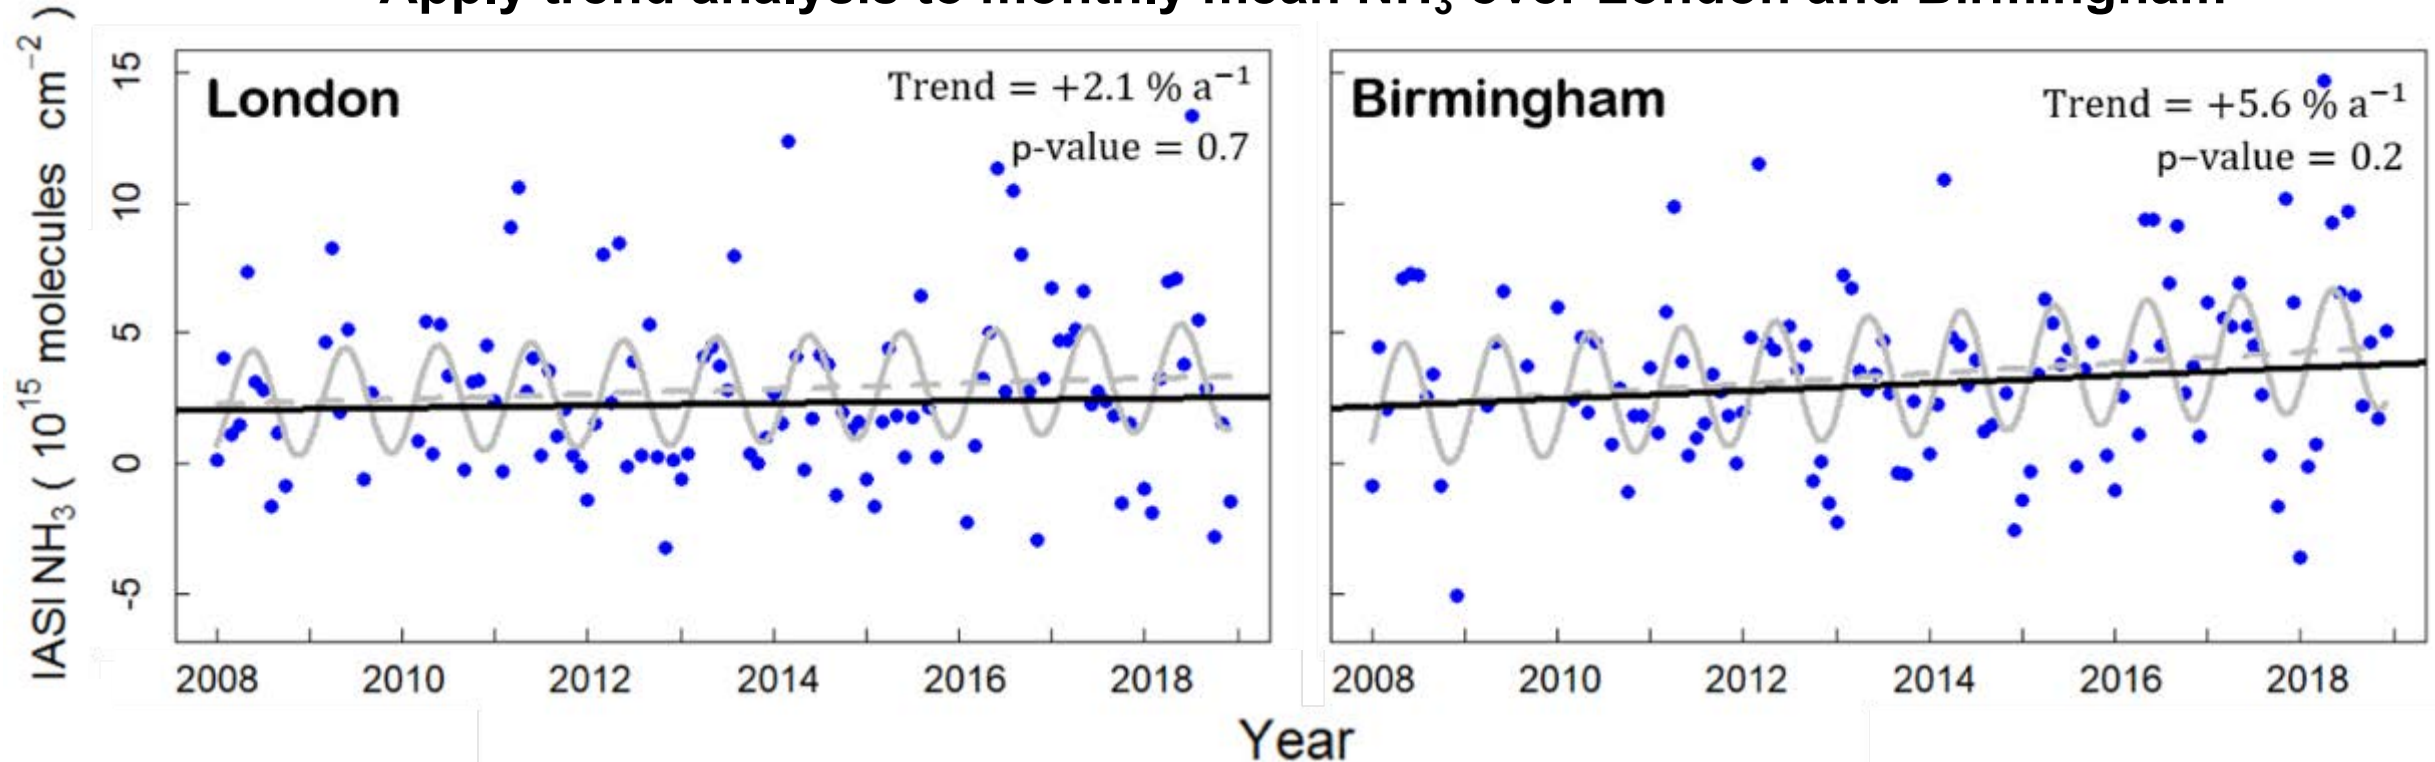 Apply trend analysis to monthly mean NH₃ over London and Birmingham
London
Trend = +2.1 % a⁻¹
p-value = 0.7
Birmingham
Trend = +5.6 % a⁻¹
p−value = 0.2
IASI NH₃ ( 10¹⁵ molecules cm⁻² )
15
10
5
0
-5
2008 2010 2012 2014 2016 2018
2008 2010 2012 2014 2016 2018
Year